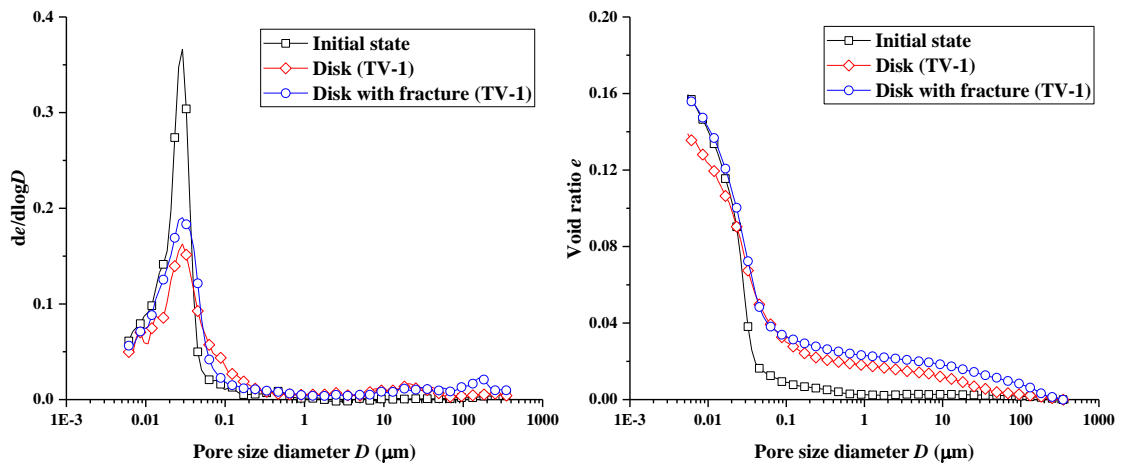 0.4
0.3
0.2
0.1
0.0
1E-3
0.01
0.1
1
10
100
1000
de/dlogD
Pore size diameter D (μm)
Initial state
Disk (TV-1)
Disk with fracture (TV-1)
0.20
0.16
0.12
0.08
0.04
0.00
1E-3
0.01
0.1
1
10
100
1000
Void ratio e
Pore size diameter D (μm)
Initial state
Disk (TV-1)
Disk with fracture (TV-1)